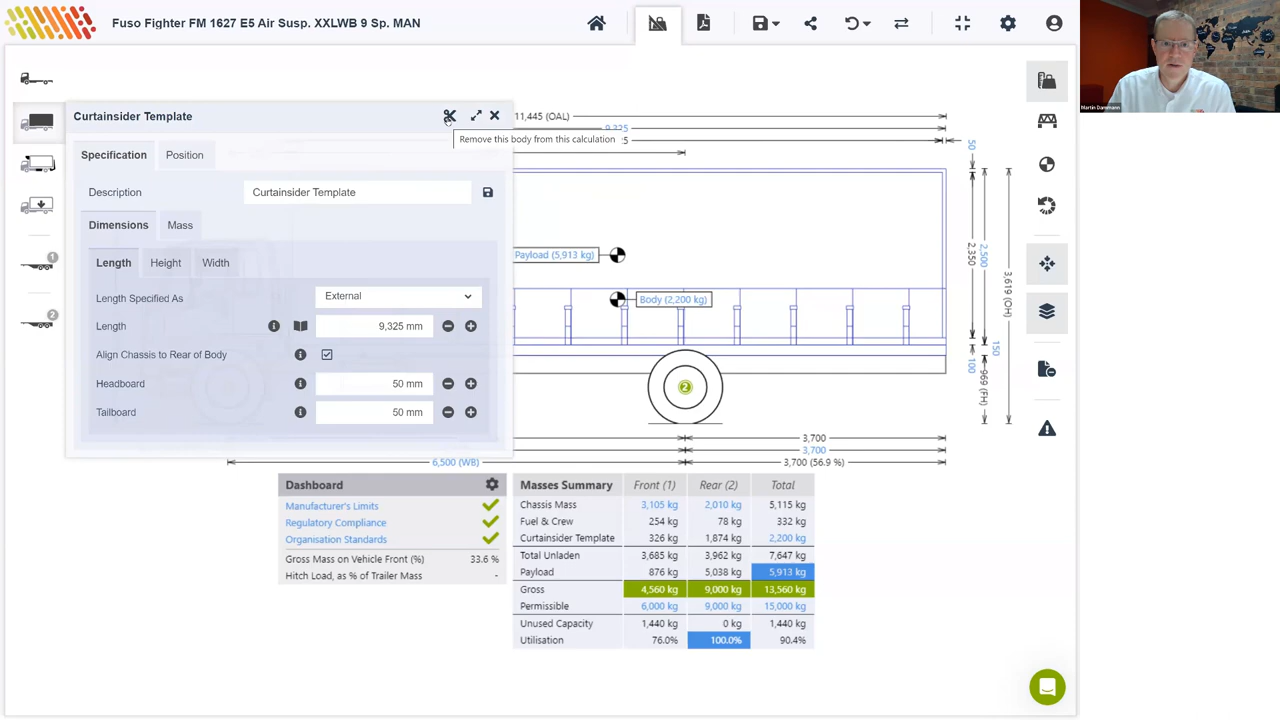 Fuso Fighter FM 1627 E5 Air Susp. XXLWB 9 Sp. MAN
Martin Dammann
Curtainsider Template
Remove this body from this calculation
Specification
Position
Description
Curtainsider Template
Dimensions
Mass
Length
Height
Width
Length Specified As
External
Length
9,325 mm
Align Chassis to Rear of Body
Headboard
50 mm
Tailboard
50 mm
11,445 (OAL)
50
Payload (5,913 kg)
Body (2,200 kg)
2,350
2,500
3,619 (OH)
150
100
969 (FH)
2
3,700
3,700
6,500 (WB)
3,700 (56.9 %)
1
2
Dashboard
Manufacturer's Limits
Regulatory Compliance
Organisation Standards
Gross Mass on Vehicle Front (%) 33.6 %
Hitch Load, as % of Trailer Mass -
Masses Summary Front (1) Rear (2) Total
Chassis Mass 3,105 kg 2,010 kg 5,115 kg
Fuel & Crew 254 kg 78 kg 332 kg
Curtainsider Template 326 kg 1,874 kg 2,200 kg
Total Unladen 3,685 kg 3,962 kg 7,647 kg
Payload 876 kg 5,038 kg 5,913 kg
Gross 4,560 kg 9,000 kg 13,560 kg
Permissible 6,000 kg 9,000 kg 15,000 kg
Unused Capacity 1,440 kg 0 kg 1,440 kg
Utilisation 76.0% 100.0% 90.4%